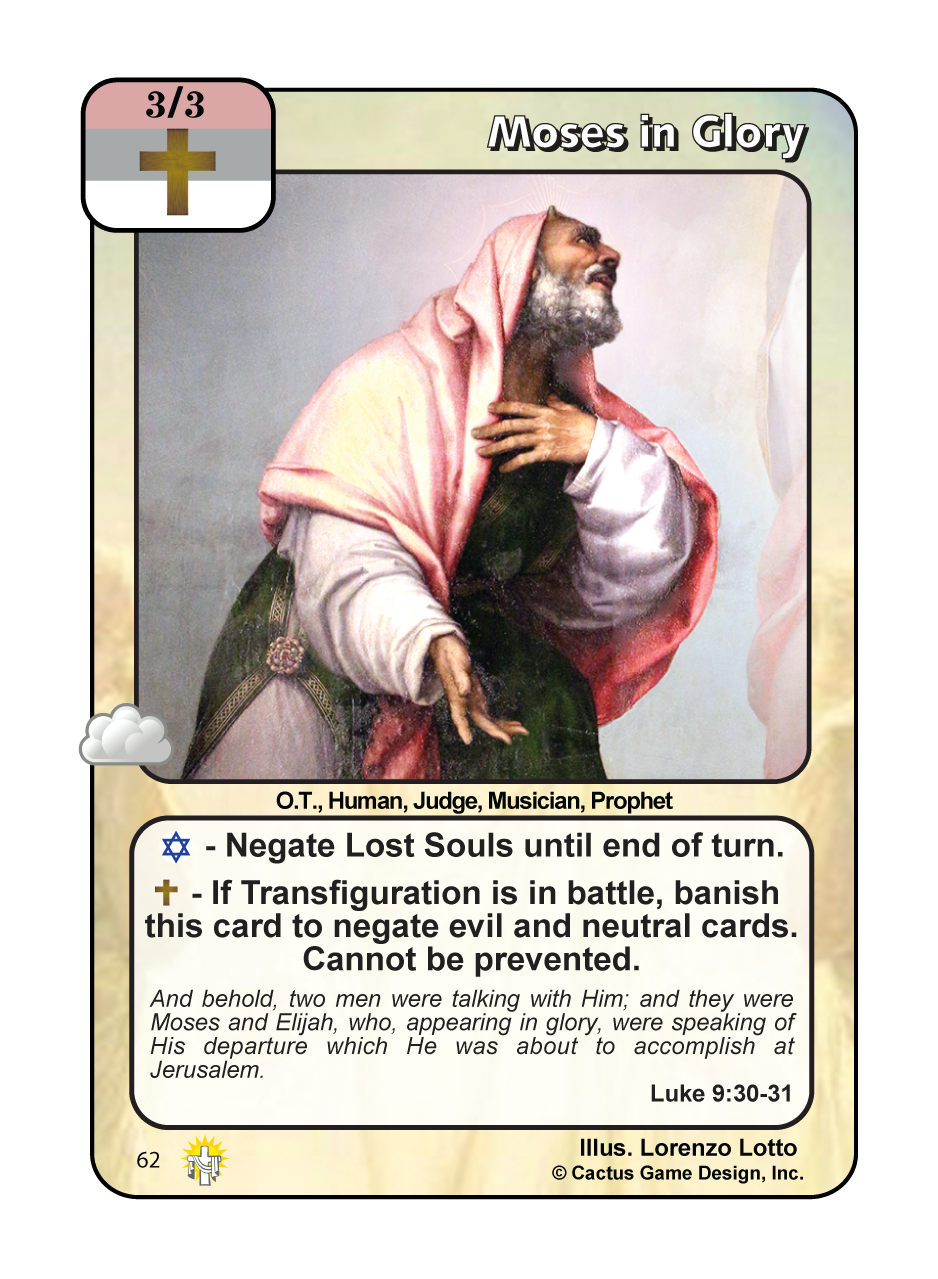 3/3
Moses in Glory
O.T., Human, Judge, Musician, Prophet
- Negate Lost Souls until end of turn.
- If Transfiguration is in battle, banish
this card to negate evil and neutral cards.
Cannot be prevented.
And behold, two men were talking with Him; and they were
Moses and Elijah, who, appearing in glory, were speaking of
His departure which He was about to accomplish at
Jerusalem.
Luke 9:30-31
62
Illus. Lorenzo Lotto
© Cactus Game Design, Inc.